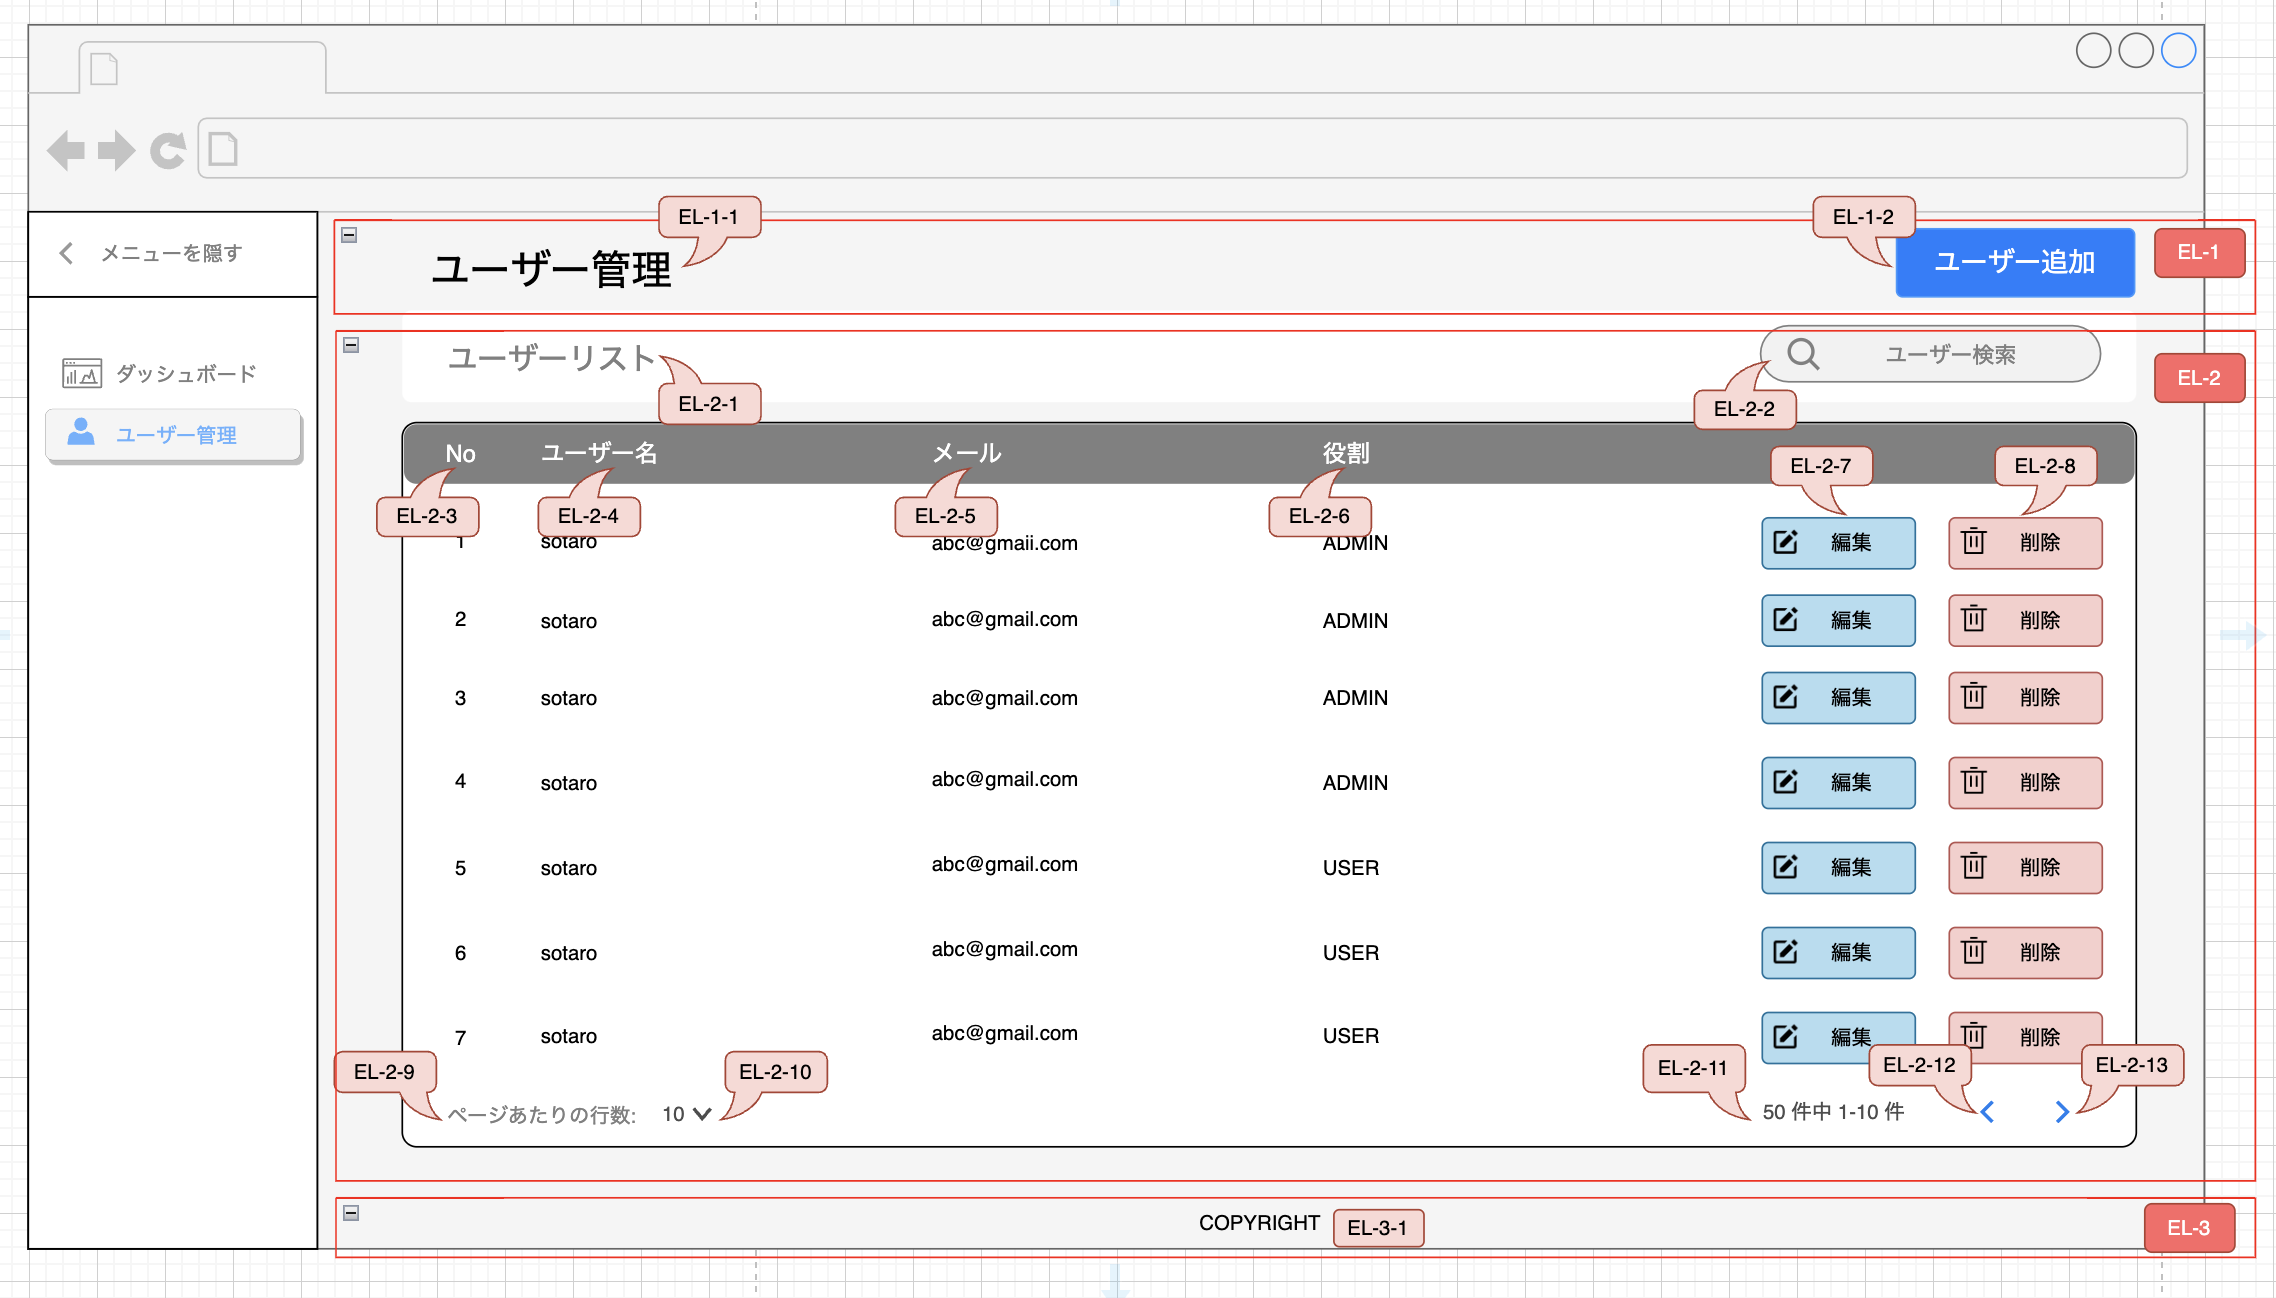 EL-1-1
EL-1-2
メニューを隠す
ユーザー管理
ユーザー追加
EL-1
ダッシュボード
ユーザー管理
ユーザーリスト
ユーザー検索
EL-2
EL-2-1
EL-2-2
No ユーザー名 メール 役割
EL-2-7
EL-2-8
EL-2-3
EL-2-4
EL-2-5
EL-2-6
1 sotaro abc@gmail.com ADMIN 編集 削除
2 sotaro abc@gmail.com ADMIN 編集 削除
3 sotaro abc@gmail.com ADMIN 編集 削除
4 sotaro abc@gmail.com ADMIN 編集 削除
5 sotaro abc@gmail.com USER 編集 削除
6 sotaro abc@gmail.com USER 編集 削除
7 sotaro abc@gmail.com USER 編集 削除
EL-2-9
EL-2-10
EL-2-11
EL-2-12
EL-2-13
ページあたりの行数: 10
50 件中 1-10 件
COPYRIGHT
EL-3-1
EL-3